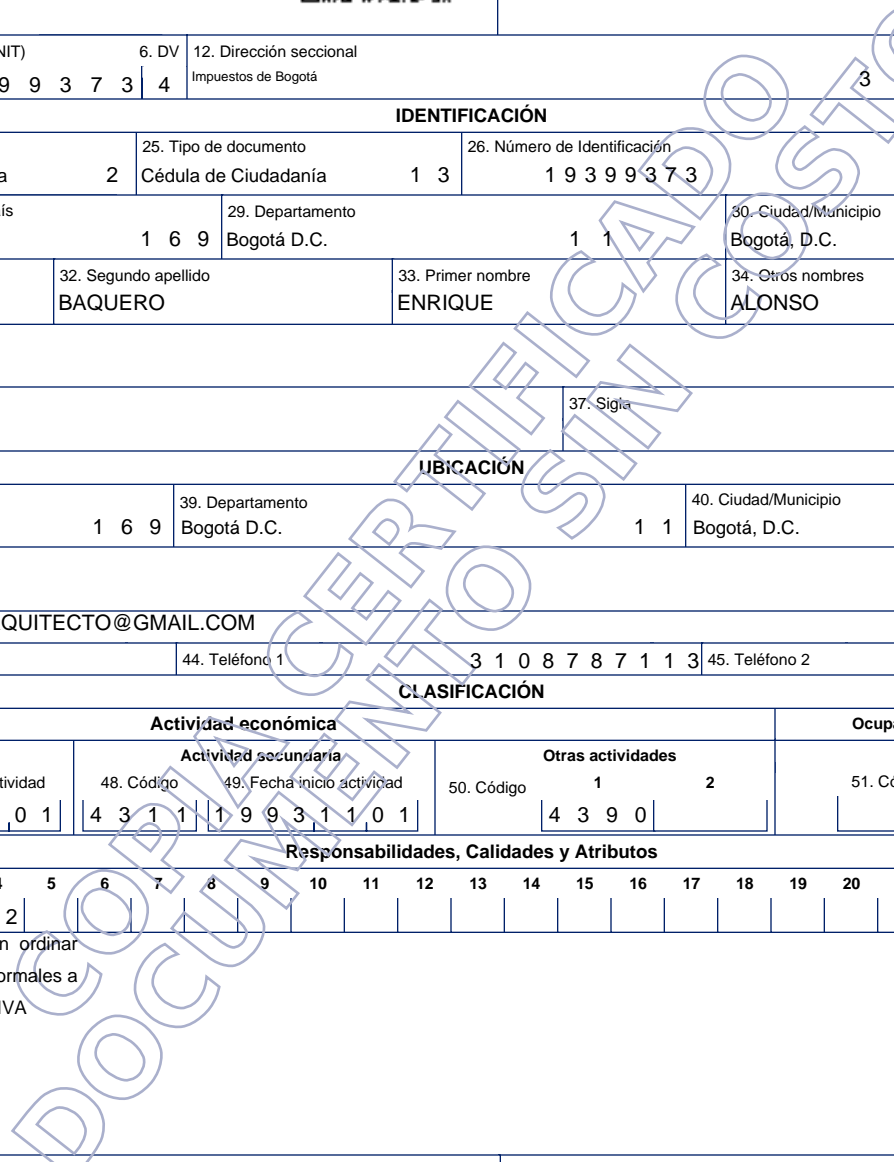 NIT) 6. DV 12. Dirección seccional
9 9 3 7 3 4 Impuestos de Bogotá 3
IDENTIFICACIÓN
25. Tipo de documento 26. Número de Identificación
a 2 Cédula de Ciudadanía 1 3 1 9 3 9 9 3 7 3
ís 29. Departamento 30. Ciudad/Municipio
1 6 9 Bogotá D.C. 1 1 Bogotá, D.C.
32. Segundo apellido 33. Primer nombre 34. Otros nombres
BAQUERO ENRIQUE ALONSO
37. Sigla
UBICACIÓN
39. Departamento 40. Ciudad/Municipio
1 6 9 Bogotá D.C. 1 1 Bogotá, D.C.
QUITECTO@GMAIL.COM
44. Teléfono 1 3 1 0 8 7 8 7 1 1 3 45. Teléfono 2
CLASIFICACIÓN
Actividad económica Ocupa
Actividad secundaria Otras actividades
tividad 48. Código 49. Fecha inicio actividad 50. Código 1 2 51. Có
0 1 4 3 1 1 1 9 9 3 1 1 0 1 4 3 9 0
Responsabilidades, Calidades y Atributos
5 6 7 8 9 10 11 12 13 14 15 16 17 18 19 20
2
n ordinar
ormales a
IVA
COPIA CERTIFICADO
DOCUMENTO SIN COSTO